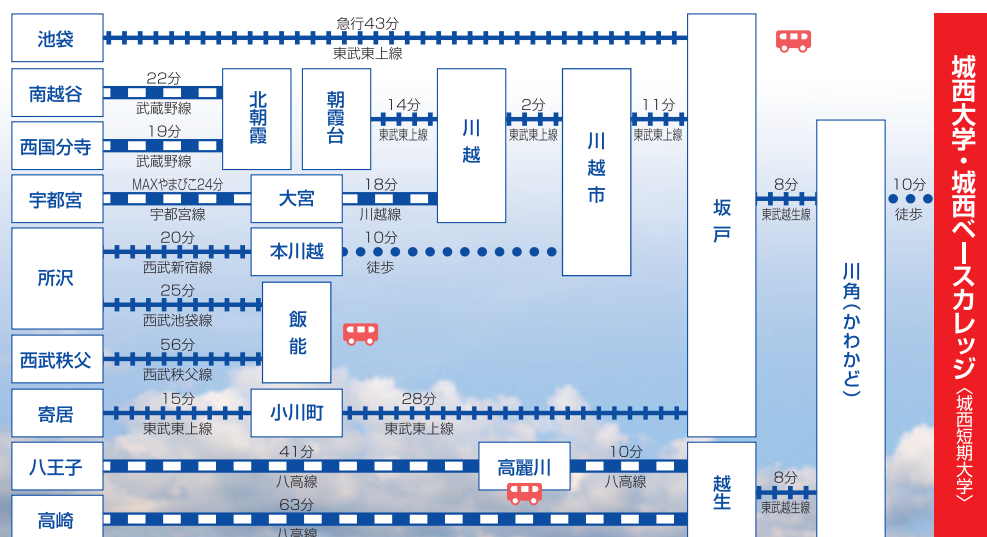 池袋
急行43分
東武東上線
南越谷
22分
武蔵野線
西国分寺
19分
武蔵野線
北朝霞
朝霞台
14分
東武東上線
川越
2分
東武東上線
川越市
11分
東武東上線
宇都宮
MAXやまびこ24分
宇都宮線
大宮
18分
川越線
所沢
20分
西武新宿線
本川越
10分
徒歩
25分
西武池袋線
飯能
西武秩父
56分
西武秩父線
寄居
15分
東武東上線
小川町
28分
東武東上線
坂戸
8分
東武越生線
八王子
41分
八高線
高麗川
10分
八高線
高崎
63分
八高線
越生
8分
東武越生線
川角(かわかど)
10分
徒歩
城西大学・城西ベースカレッジ〈城西短期大学〉